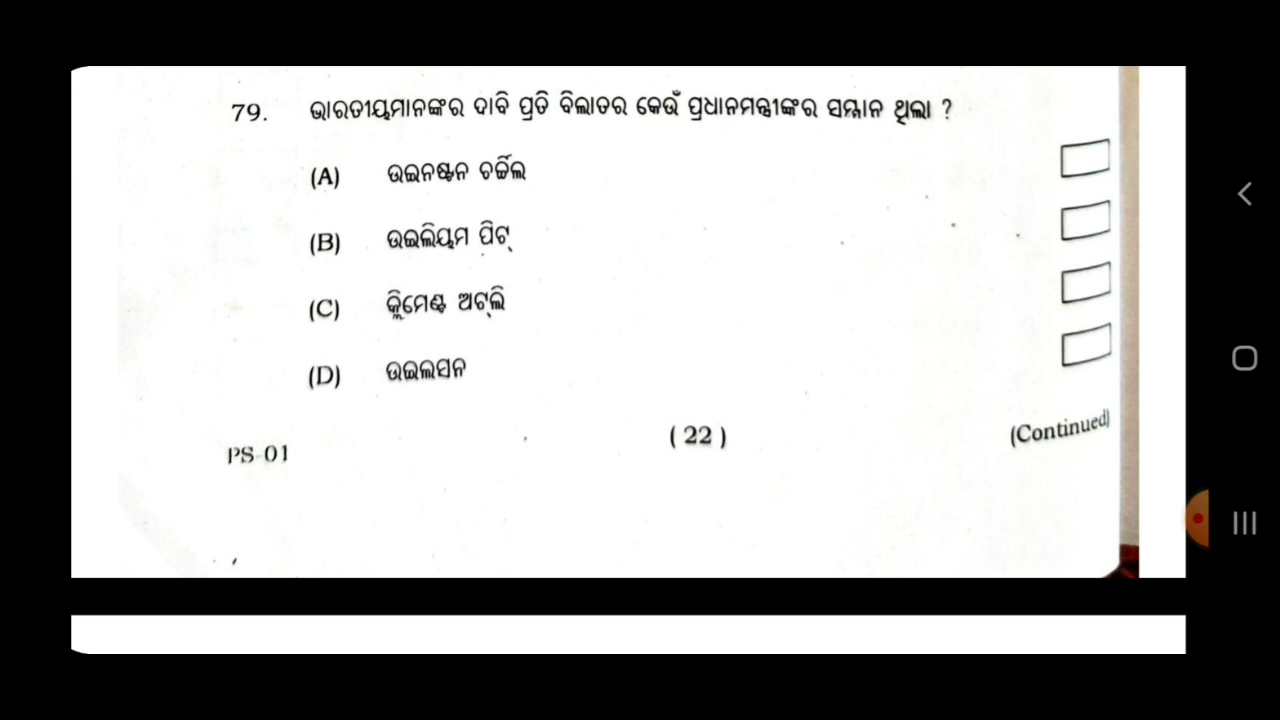 79. ଭାରତୀୟମାନଙ୍କର ଦାବି ପ୍ରତି ବିଲାତର କେଉଁ ପ୍ରଧାନମନ୍ତ୍ରୀଙ୍କର ସମ୍ମାନ ଥିଲା ?
(A) ଉଇନଷ୍ଟନ ଚର୍ଚ୍ଚିଲ
(B) ଉଇଲିୟମ ପିଟ୍
(C) କ୍ଲିମେଣ୍ଟ ଅଟ୍‌ଲି
(D) ଉଇଲସନ
PS-01 ( 22 ) (Continued)